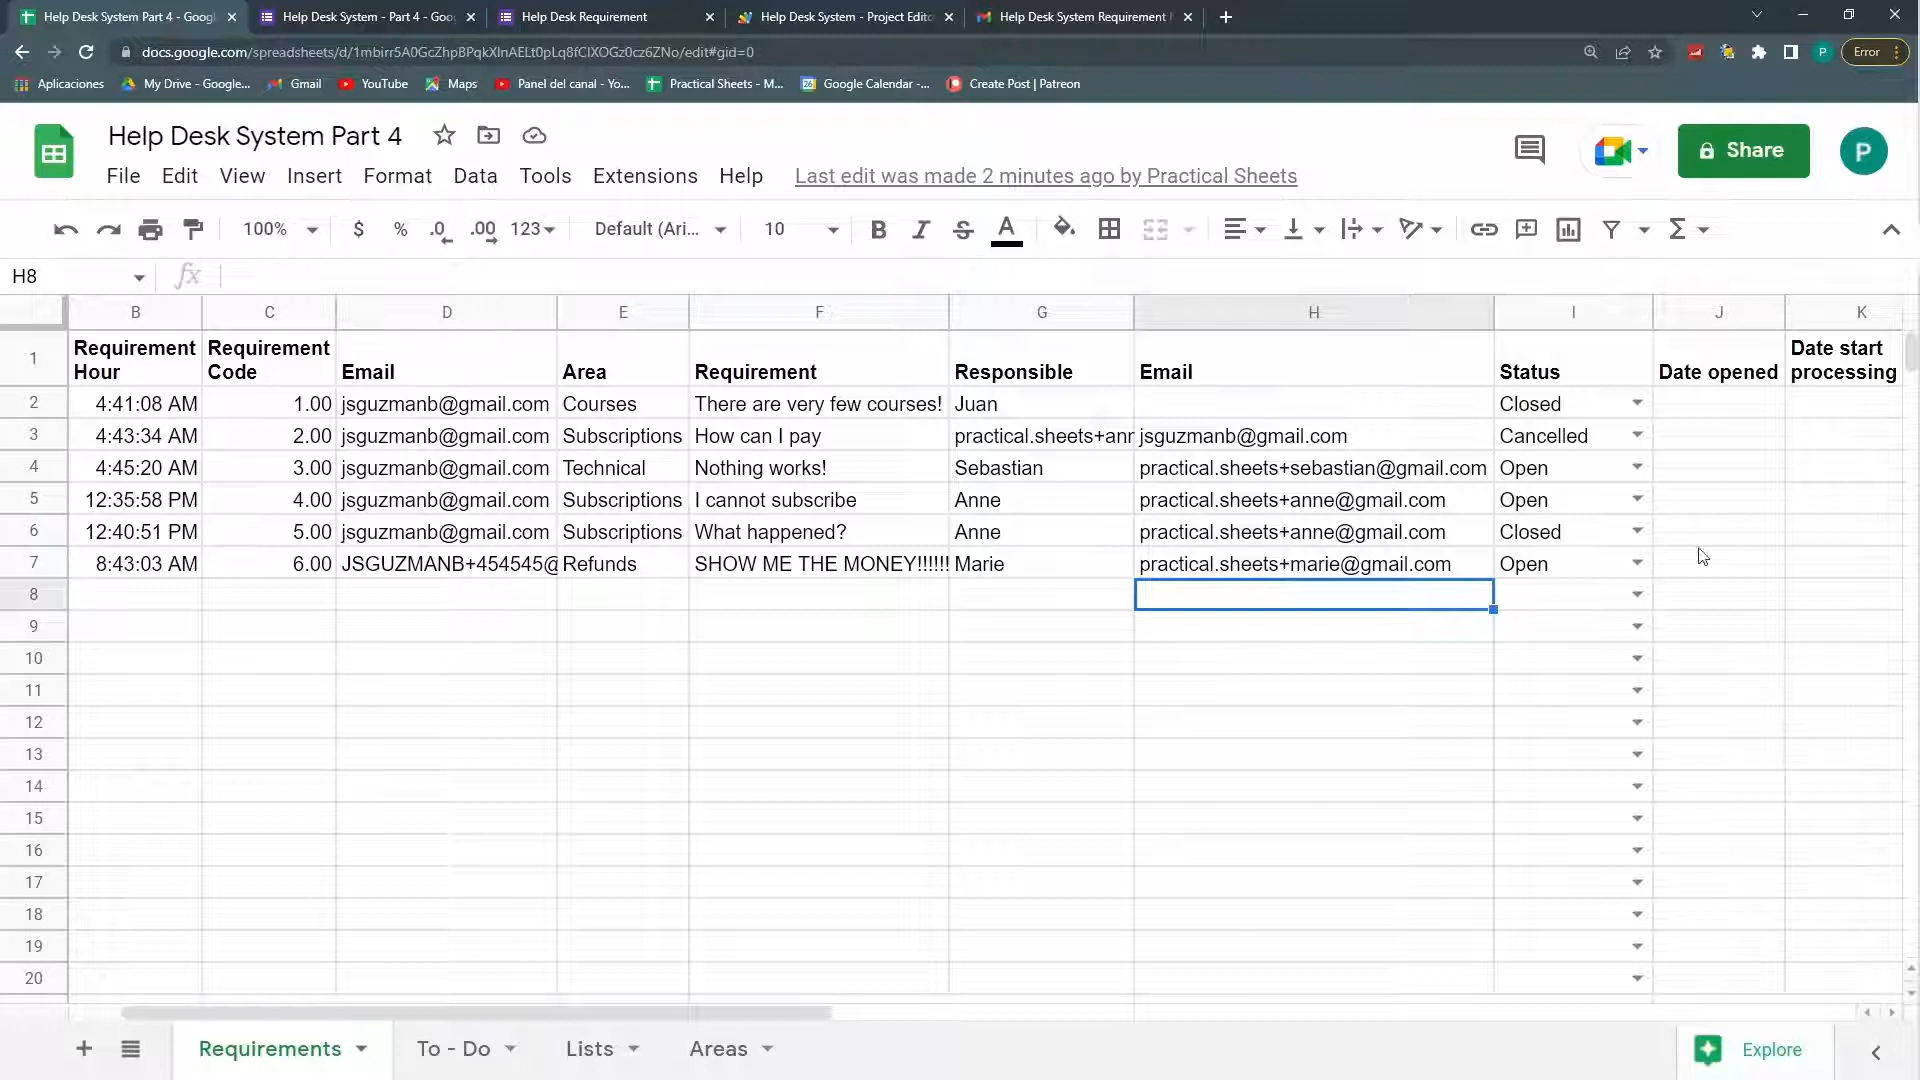 Help Desk System Part 4 - Googl
Help Desk System - Part 4 - Goo
Help Desk Requirement
Help Desk System - Project Edito
Help Desk System Requirement
docs.google.com/spreadsheets/d/1mbirr5A0GcZhpBPqkXlnAELt0pLq8fClXOGz0cz6ZNo/edit#gid=0
P
Error
Aplicaciones
My Drive - Google...
Gmail
YouTube
Maps
Panel del canal - Yo...
Practical Sheets - M...
Google Calendar -...
Create Post | Patreon
Help Desk System Part 4
Share
P
File Edit View Insert Format Data Tools Extensions Help Last edit was made 2 minutes ago by Practical Sheets
100% $ % .0 .00 123 Default (Ari... 10 B I S A Σ
H8 fx
B C D E F G H I J K
1 Requirement Hour Requirement Code Email Area Requirement Responsible Email Status Date opened Date start processing
2 4:41:08 AM 1.00 jsguzmanb@gmail.com Courses There are very few courses! Juan Closed
3 4:43:34 AM 2.00 jsguzmanb@gmail.com Subscriptions How can I pay practical.sheets+anr jsguzmanb@gmail.com Cancelled
4 4:45:20 AM 3.00 jsguzmanb@gmail.com Technical Nothing works! Sebastian practical.sheets+sebastian@gmail.com Open
5 12:35:58 PM 4.00 jsguzmanb@gmail.com Subscriptions I cannot subscribe Anne practical.sheets+anne@gmail.com Open
6 12:40:51 PM 5.00 jsguzmanb@gmail.com Subscriptions What happened? Anne practical.sheets+anne@gmail.com Closed
7 8:43:03 AM 6.00 JSGUZMANB+454545@ Refunds SHOW ME THE MONEY!!!!!! Marie practical.sheets+marie@gmail.com Open
8
9
10
11
12
13
14
15
16
17
18
19
20
Requirements To - Do Lists Areas Explore